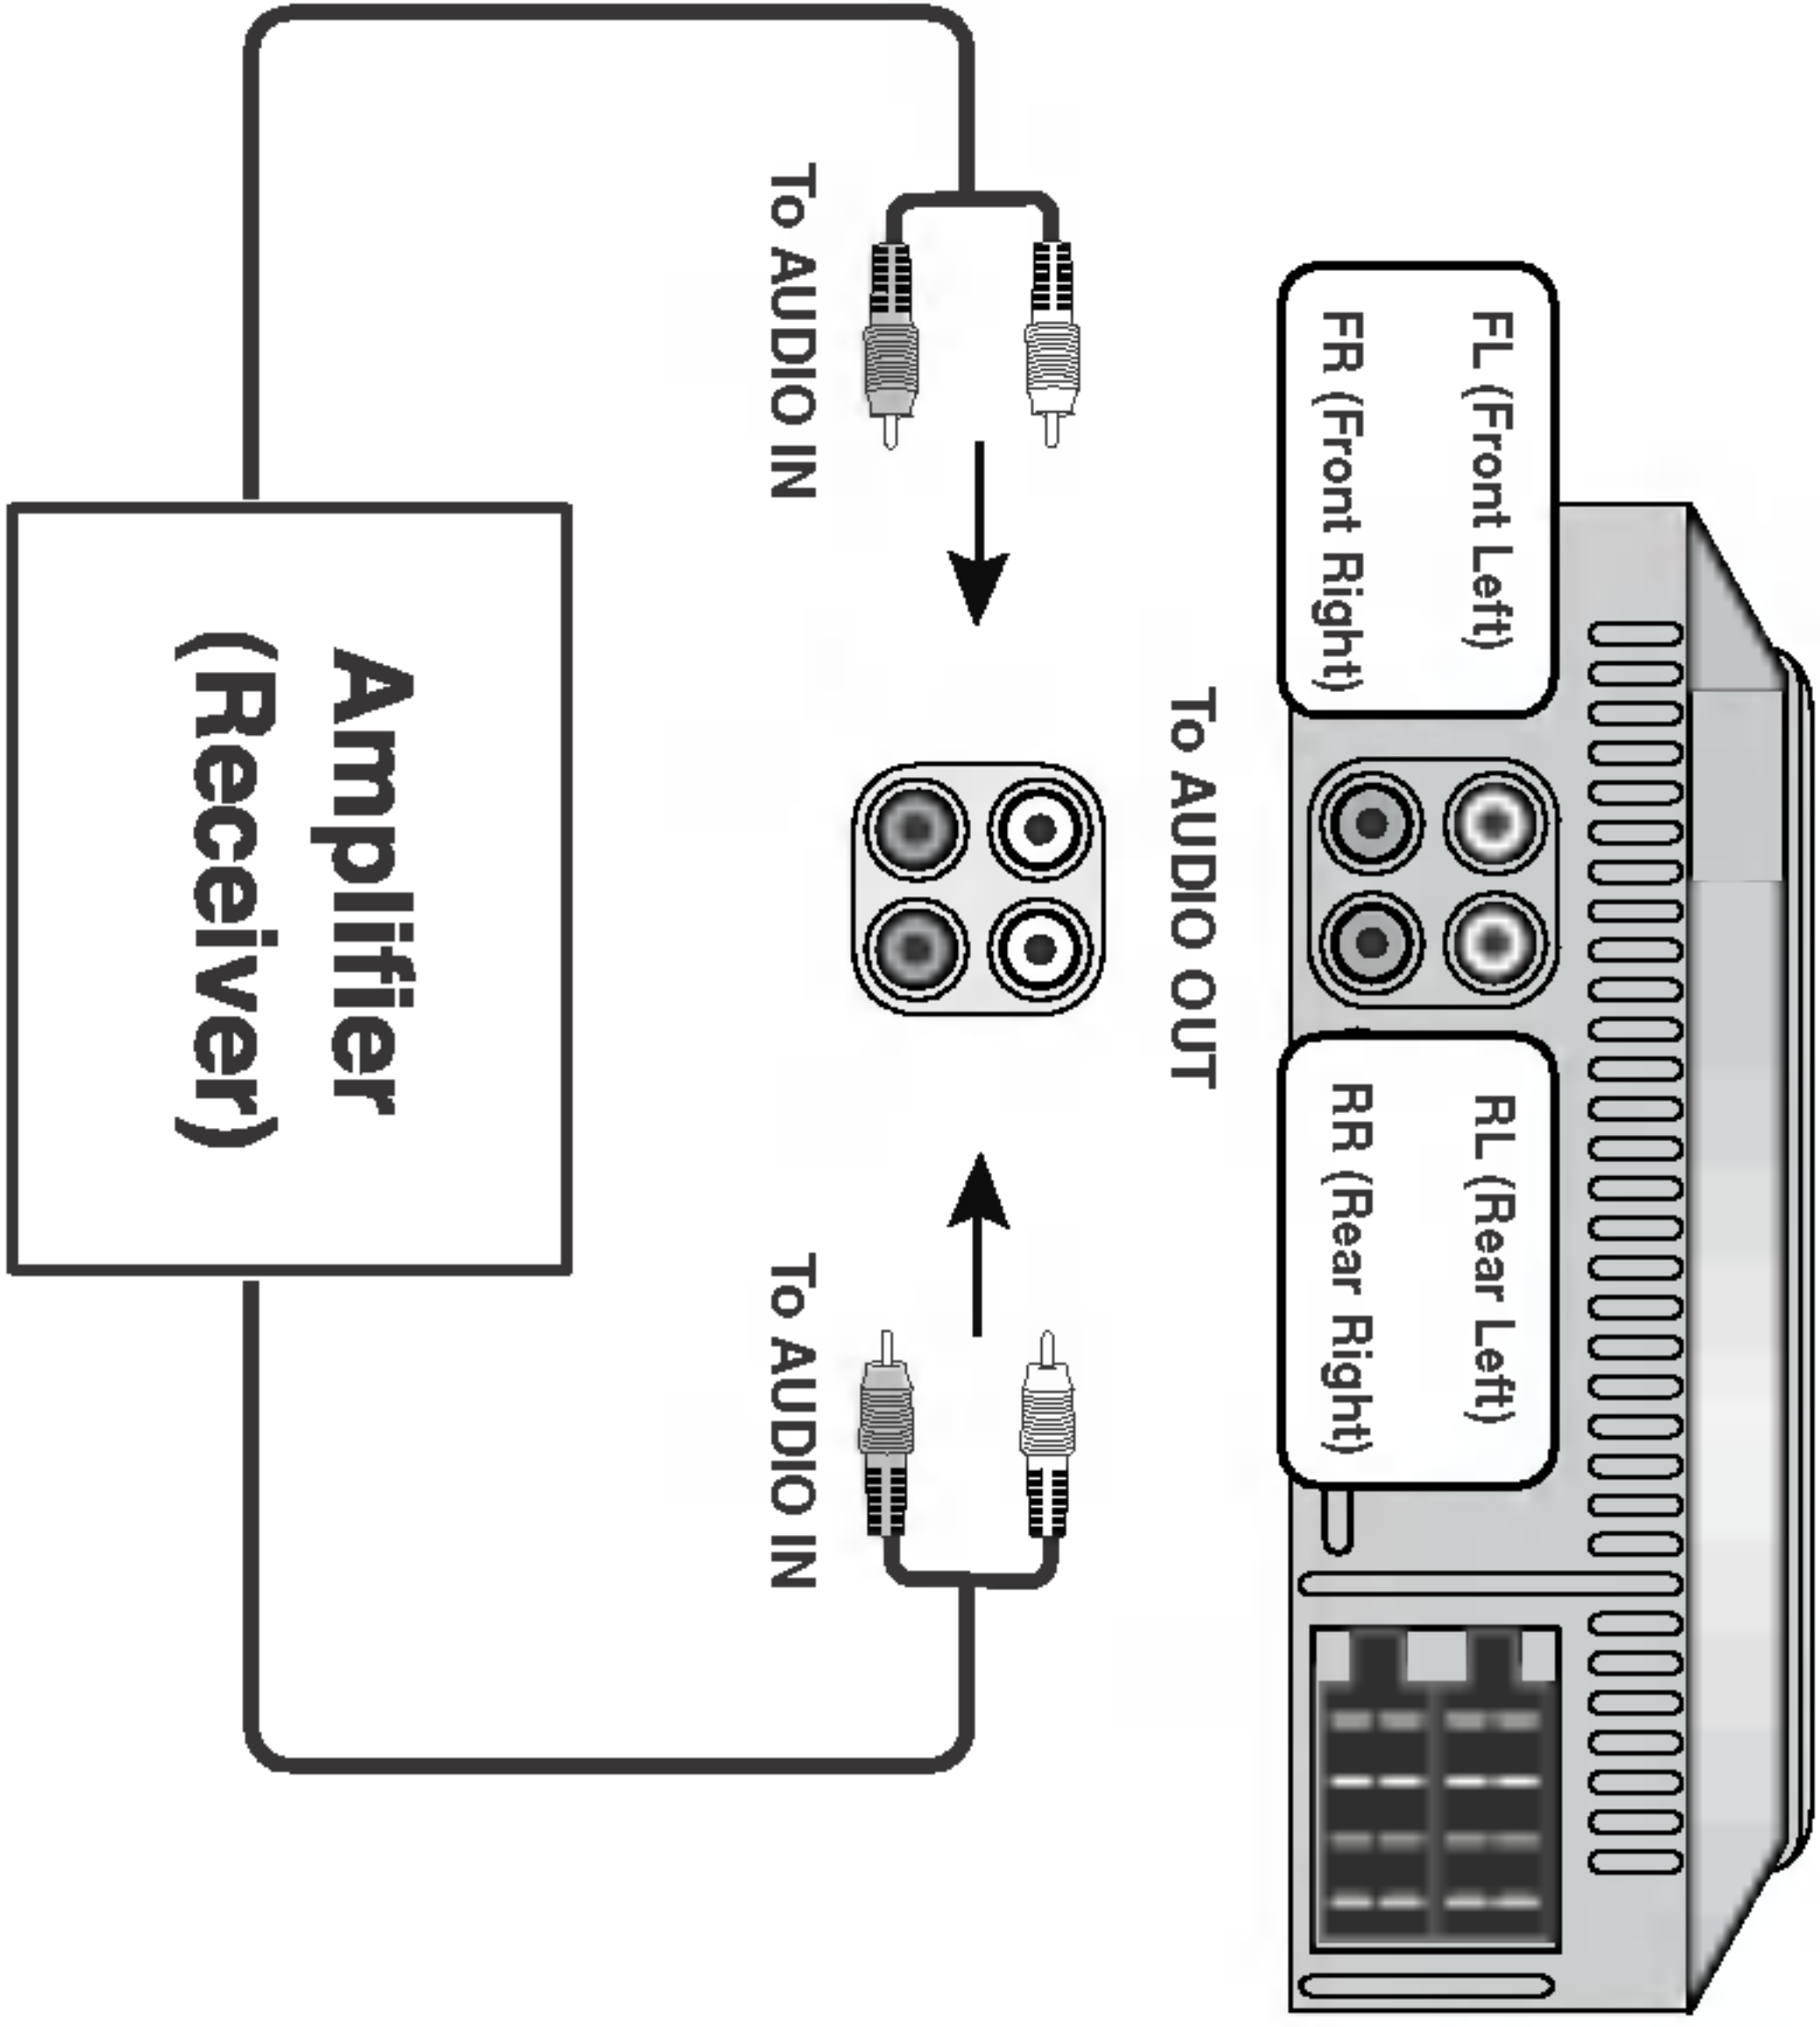 FL (Front Left)
FR (Front Right)
RL (Rear Left)
RR (Rear Right)
To AUDIO OUT
To AUDIO IN
To AUDIO IN
Amplifier
(Receiver)